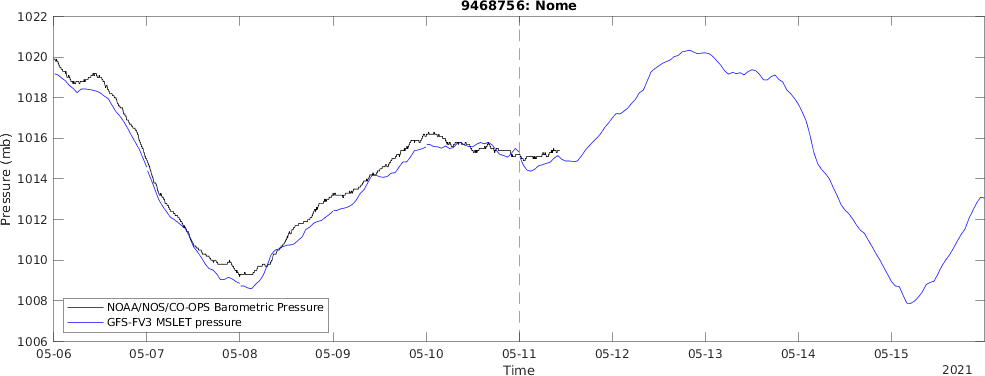 9468756: Nome
1022
1020
1018
1016
1014
1012
1010
1008
1006
Pressure (mb)
NOAA/NOS/CO-OPS Barometric Pressure
GFS-FV3 MSLET pressure
05-06 05-07 05-08 05-09 05-10 05-11 05-12 05-13 05-14 05-15
Time
2021